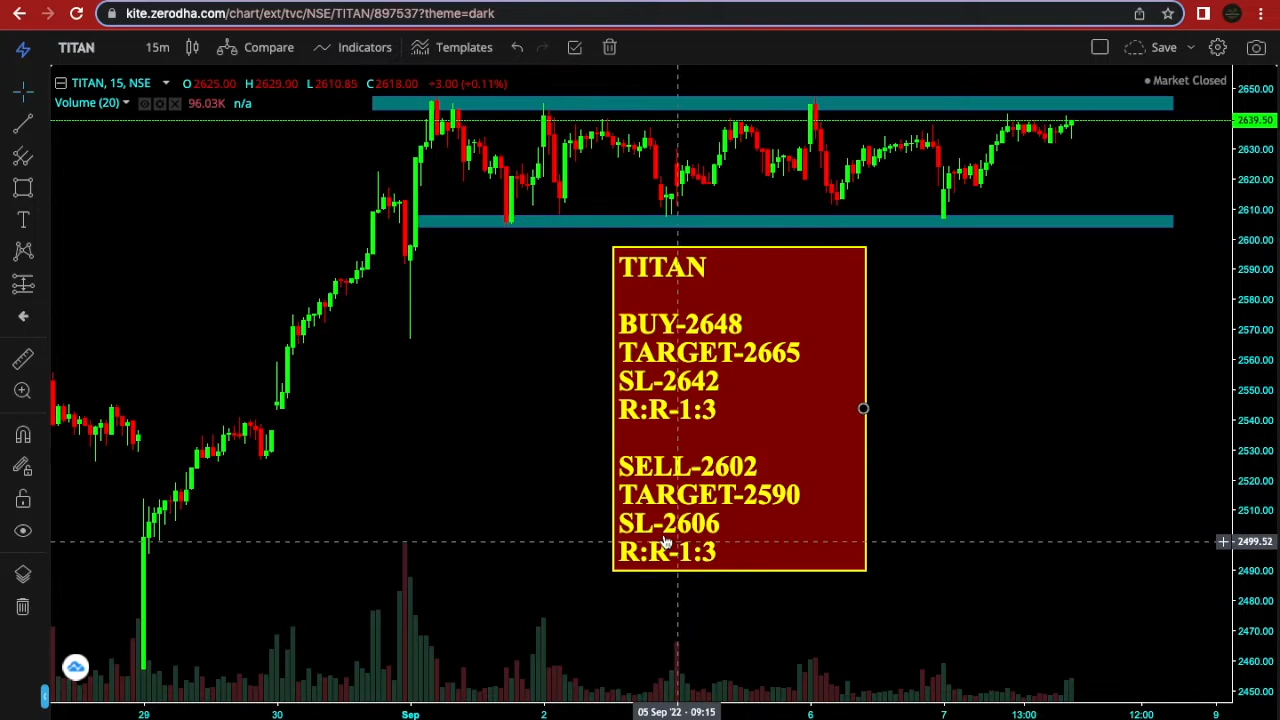 kite.zerodha.com/chart/ext/tvc/NSE/TITAN/897537?theme=dark
TITAN 15m Compare Indicators Templates Save
TITAN, 15, NSE O2625.00 H2629.90 L2610.85 C2618.00 +3.00 (+0.11%)
Market Closed
Volume (20) 96.03K n/a
2650.00
2639.50
2630.00
2620.00
2610.00
2600.00
2590.00
2580.00
2570.00
2560.00
2550.00
2540.00
2530.00
2520.00
2510.00
2499.52
2490.00
2480.00
2470.00
2460.00
2450.00
TITAN
BUY-2648
TARGET-2665
SL-2642
R:R-1:3
SELL-2602
TARGET-2590
SL-2606
R:R-1:3
29 30 Sep 2 05 Sep '22 - 09:15 6 7 13:00 12:00 9